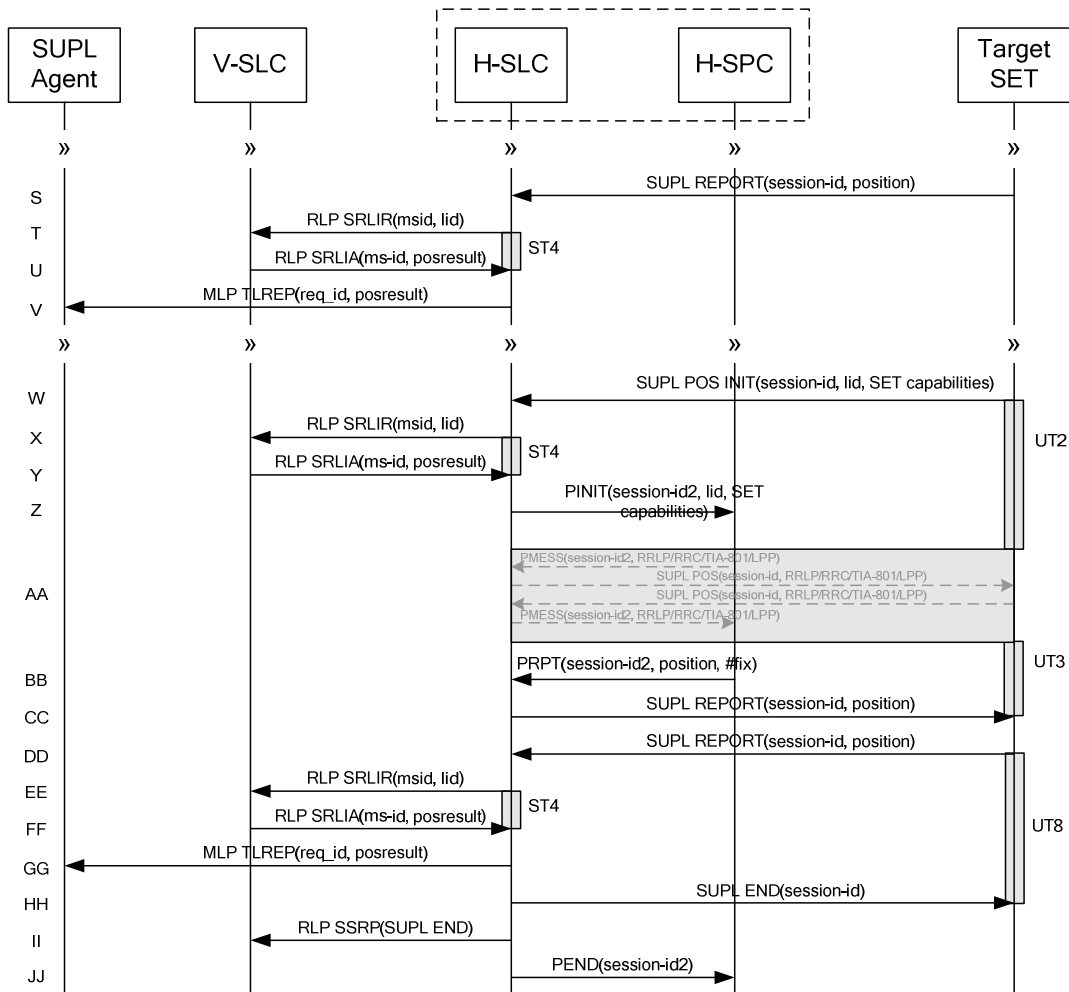 SUPL
Agent
V-SLC
H-SLC
H-SPC
Target
SET
»
»
»
»
»
S
SUPL REPORT(session-id, position)
T
RLP SRLIR(msid, lid)
ST4
U
RLP SRLIA(ms-id, posresult)
V
MLP TLREP(req_id, posresult)
»
»
»
»
»
W
SUPL POS INIT(session-id, lid, SET capabilities)
X
RLP SRLIR(msid, lid)
ST4
UT2
Y
RLP SRLIA(ms-id, posresult)
Z
PINIT(session-id2, lid, SET
capabilities)
PMESS(session-id2, RRLP/RRC/TIA-801/LPP)
SUPL POS(session-id, RRLP/RRC/TIA-801/LPP)
AA
SUPL POS(session-id, RRLP/RRC/TIA-801/LPP)
PMESS(session-id2, RRLP/RRC/TIA-801/LPP)
UT3
BB
PRPT(session-id2, position, #fix)
CC
SUPL REPORT(session-id, position)
DD
SUPL REPORT(session-id, position)
EE
RLP SRLIR(msid, lid)
ST4
FF
RLP SRLIA(ms-id, posresult)
UT8
GG
MLP TLREP(req_id, posresult)
HH
SUPL END(session-id)
II
RLP SSRP(SUPL END)
JJ
PEND(session-id2)